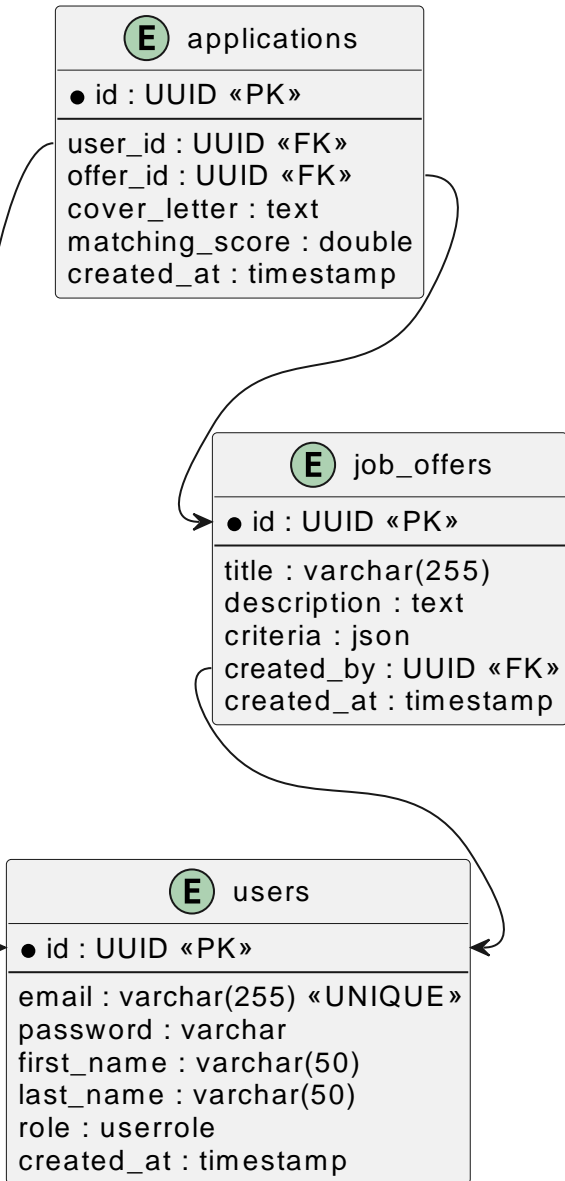 E applications
● id : UUID «PK»
user_id : UUID «FK»
offer_id : UUID «FK»
cover_letter : text
matching_score : double
created_at : timestamp
E job_offers
● id : UUID «PK»
title : varchar(255)
description : text
criteria : json
created_by : UUID «FK»
created_at : timestamp
E users
● id : UUID «PK»
email : varchar(255) «UNIQUE»
password : varchar
first_name : varchar(50)
last_name : varchar(50)
role : userrole
created_at : timestamp